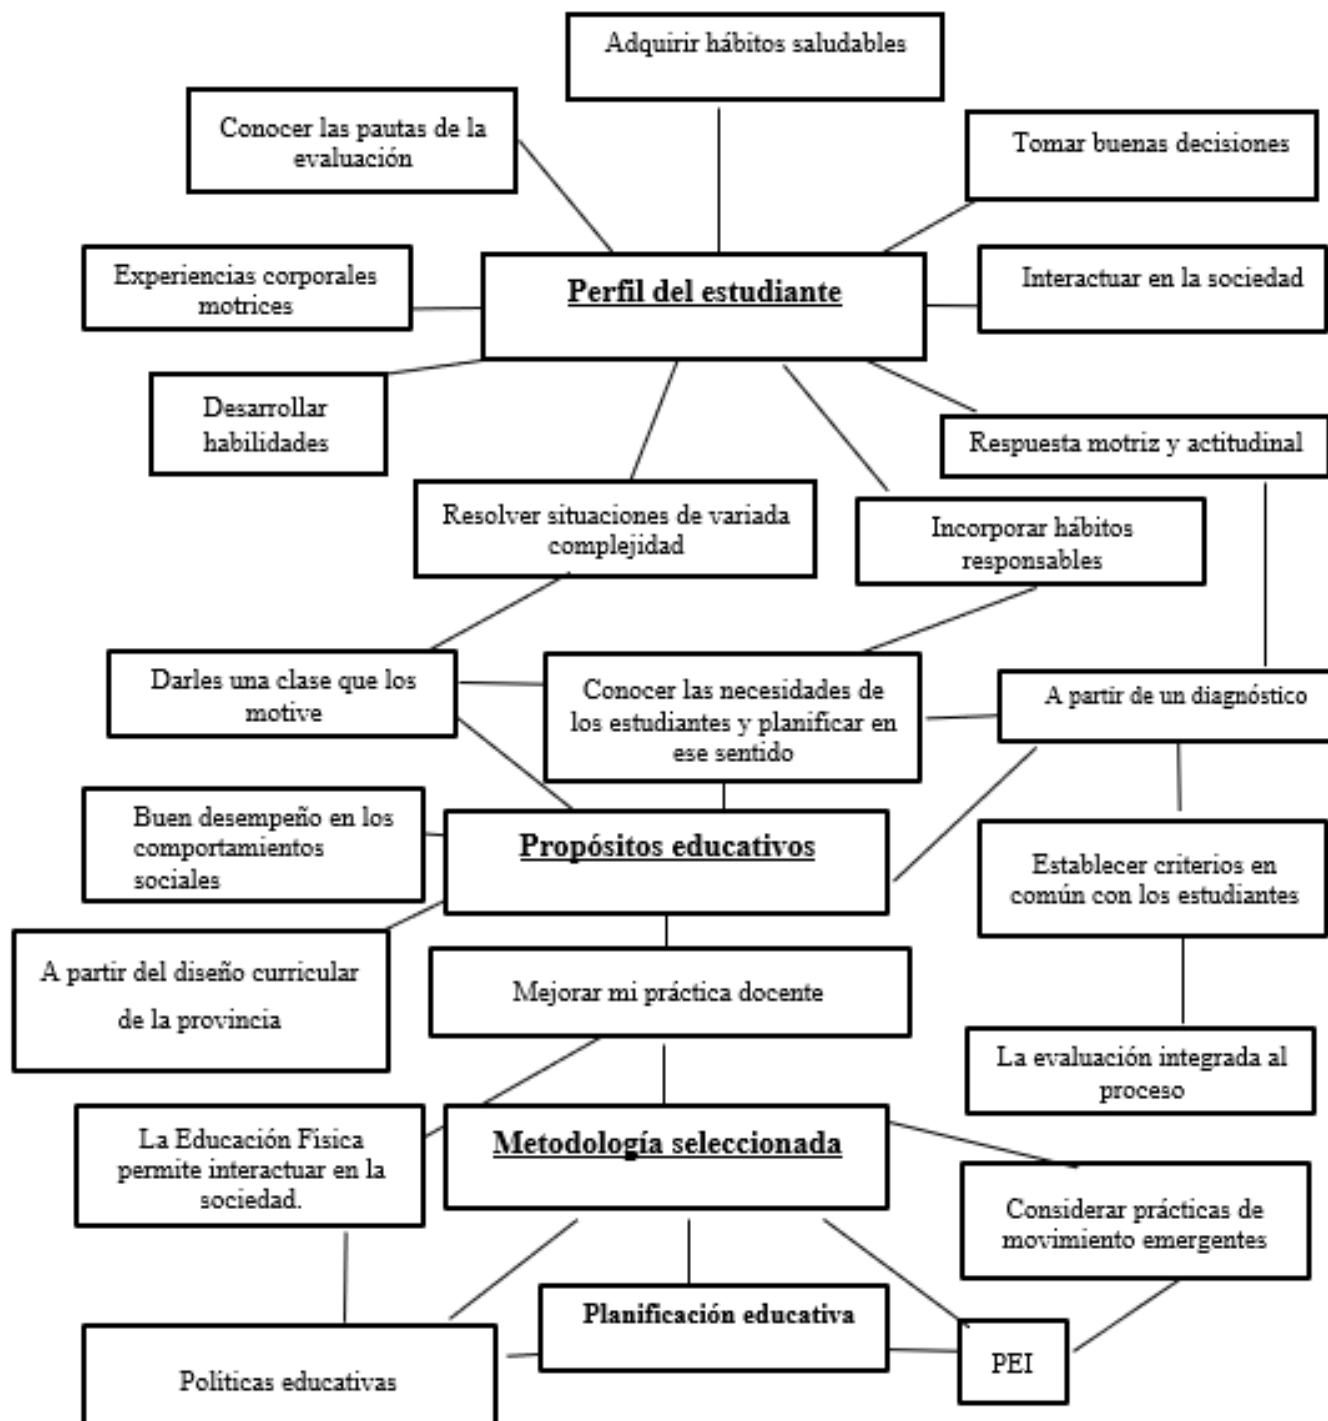 Adquirir hábitos saludables
Conocer las pautas de la
evaluación
Tomar buenas decisiones
Experiencias corporales
motrices
Perfil del estudiante
Interactuar en la sociedad
Desarrollar
habilidades
Respuesta motriz y actitudinal
Resolver situaciones de variada
complejidad
Incorporar hábitos
responsables
Darles una clase que los
motive
Conocer las necesidades de
los estudiantes y planificar en
ese sentido
A partir de un diagnóstico
Buen desempeño en los
comportamientos
sociales
Propósitos educativos
Establecer criterios en
común con los estudiantes
A partir del diseño curricular
de la provincia
Mejorar mi práctica docente
La evaluación integrada al
proceso
La Educación Física
permite interactuar en la
sociedad.
Metodología seleccionada
Considerar prácticas de
movimiento emergentes
Planificación educativa
PEI
Políticas educativas